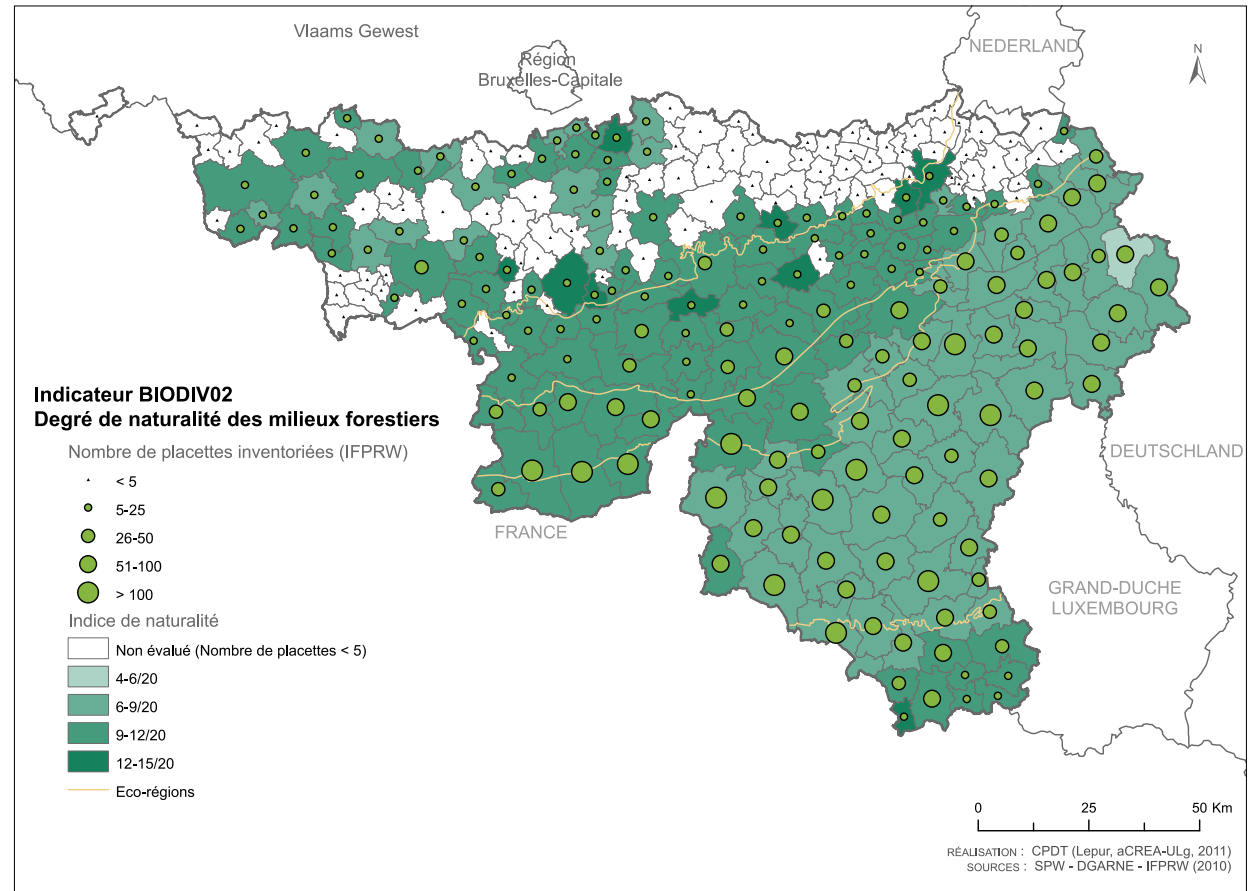 Vlaams Gewest
NEDERLAND
Région
Bruxelles-Capitale
N
Indicateur BIODIV02
Degré de naturalité des milieux forestiers
Nombre de placettes inventoriées (IFPRW)
< 5
5-25
26-50
51-100
> 100
Indice de naturalité
Non évalué (Nombre de placettes < 5)
4-6/20
6-9/20
9-12/20
12-15/20
Eco-régions
FRANCE
DEUTSCHLAND
GRAND-DUCHE
LUXEMBOURG
0 25 50 Km
RÉALISATION : CPDT (Lepur, aCREA-ULg, 2011)
SOURCES : SPW - DGARNE - IFPRW (2010)